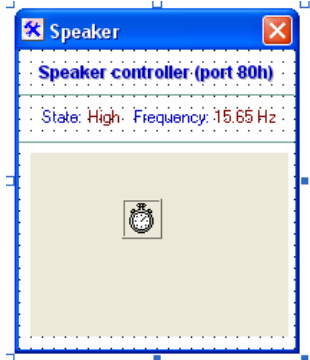 Speaker
Speaker controller (port 80h)
State: High Frequency: 15.65 Hz